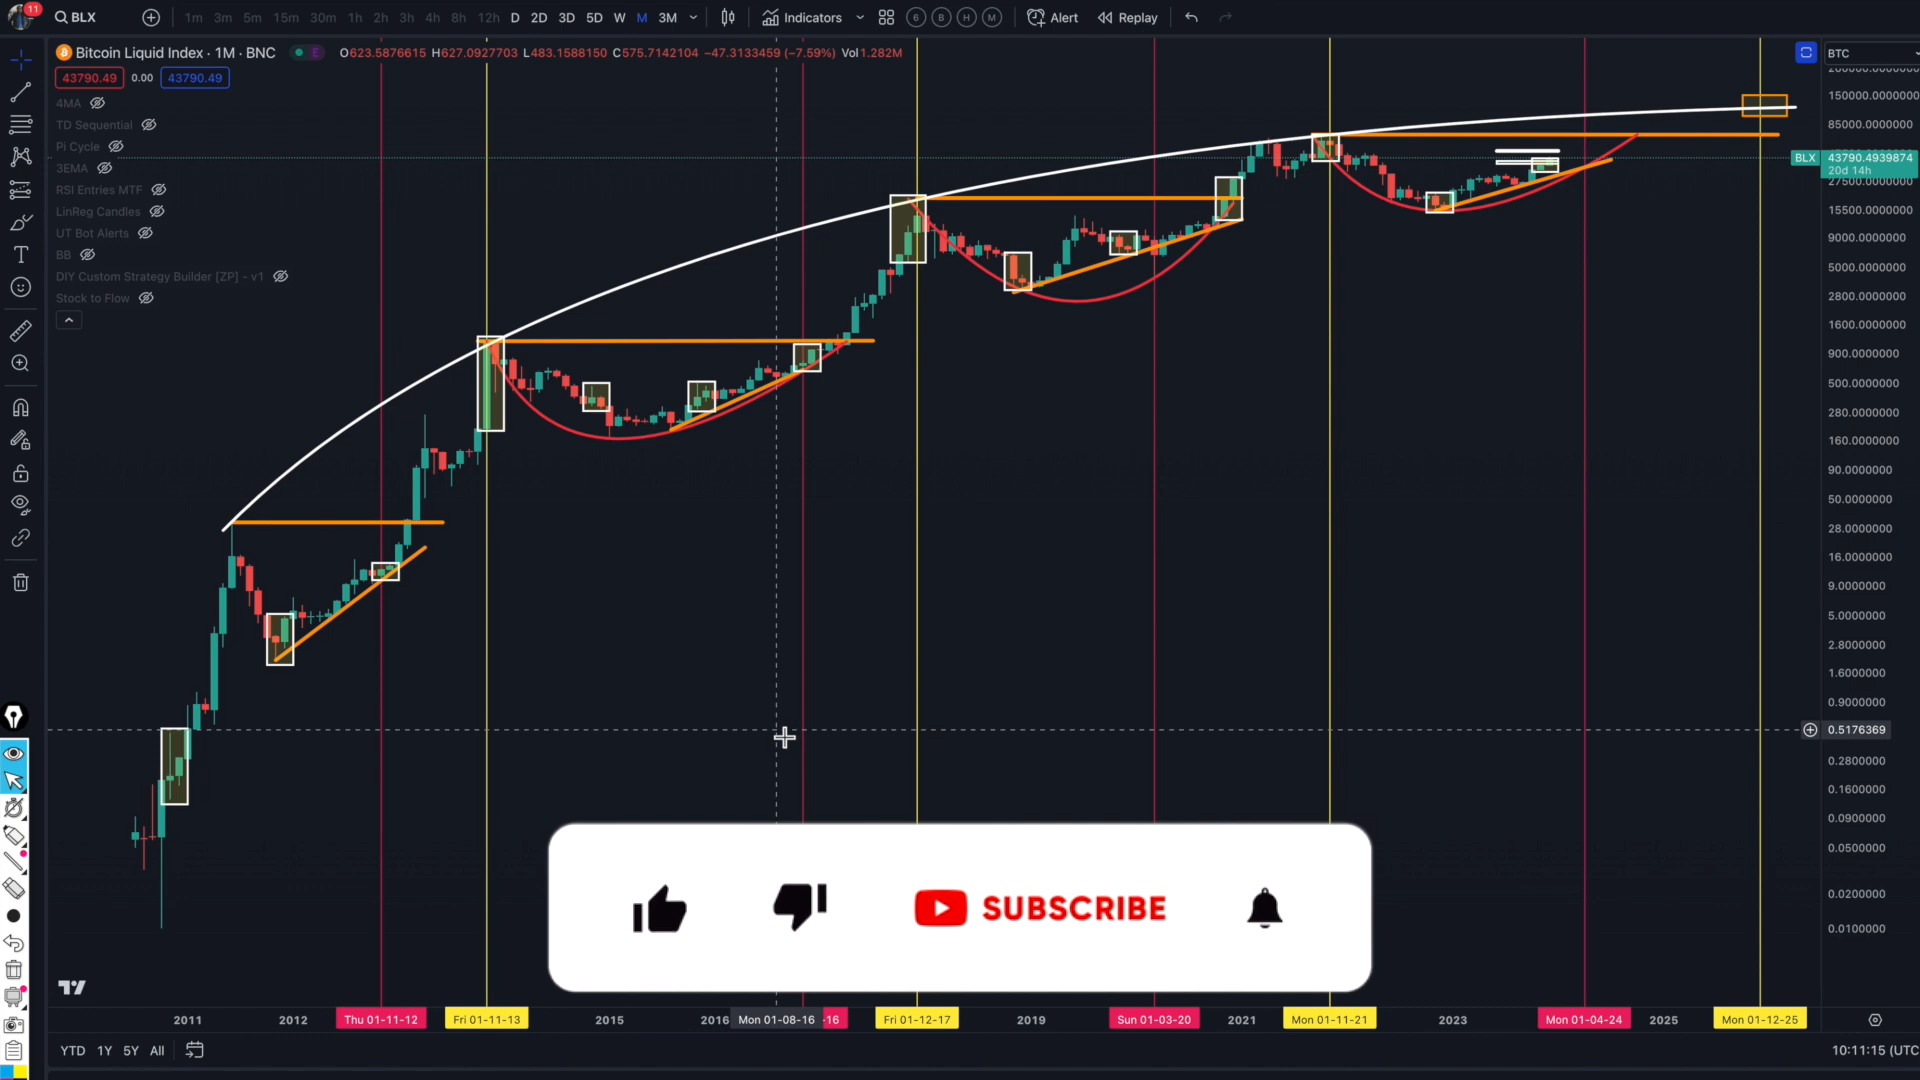 11
BLX
1m 3m 5m 15m 30m 1h 2h 3h 4h 8h 12h D 2D 3D 5D W M 3M
Indicators
6 B H M
Alert
Replay
Bitcoin Liquid Index · 1M · BNC
E
O623.5876615 H627.0927703 L483.1588150 C575.7142104 −47.3133459 (−7.59%) Vol1.282M
BTC
43790.49 0.00 43790.49
4MA
TD Sequential
Pi Cycle
3EMA
RSI Entries MTF
LinReg Candles
UT Bot Alerts
BB
DIY Custom Strategy Builder [ZP] - v1
Stock to Flow
150000.0000000
85000.0000000
BLX 43790.4939874
20d 14h
27500.0000000
15500.0000000
9000.0000000
5000.0000000
2800.0000000
1600.0000000
900.0000000
500.0000000
280.0000000
160.0000000
90.0000000
50.0000000
28.0000000
16.0000000
9.0000000
5.0000000
2.8000000
1.6000000
0.9000000
0.5176369
0.2800000
0.1600000
0.0900000
0.0500000
0.0200000
0.0100000
SUBSCRIBE
2011 2012 Thu 01-11-12 Fri 01-11-13 2015 2016 Mon 01-08-16 -16 Fri 01-12-17 2019 Sun 01-03-20 2021 Mon 01-11-21 2023 Mon 01-04-24 2025 Mon 01-12-25
YTD 1Y 5Y All
10:11:15 (UTC